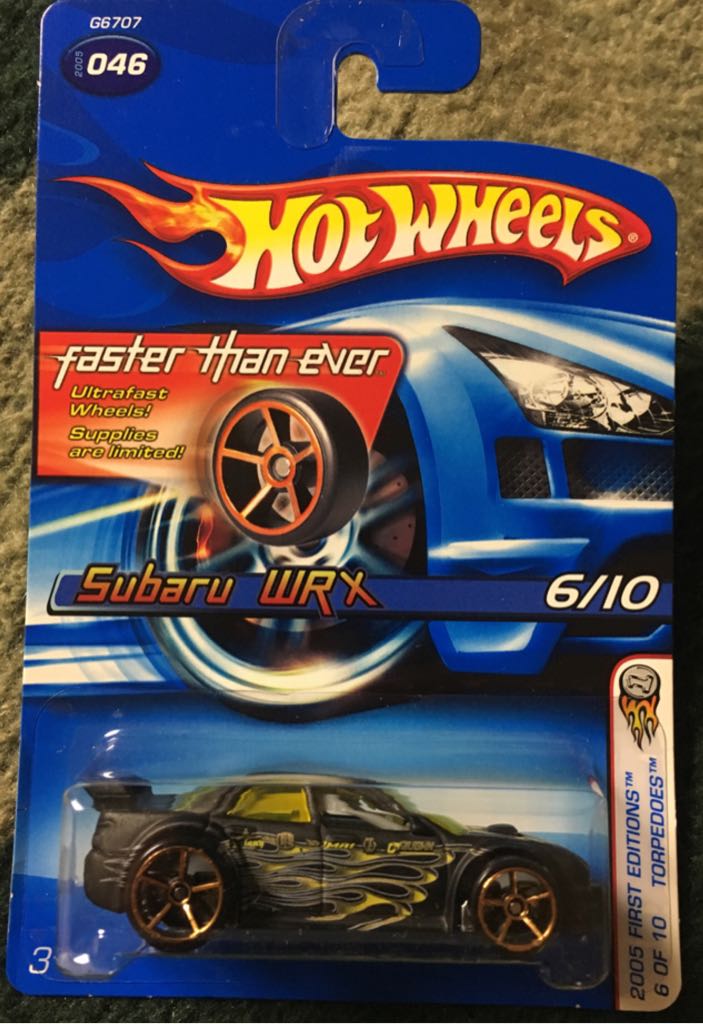 G6707
2005
046
HOT WHEELS®
faster than ever™
Ultrafast
Wheels!
Supplies
are limited!
Subaru WRX
6/10
2005 FIRST EDITIONS™
6 OF 10 TORPEDOES™
3